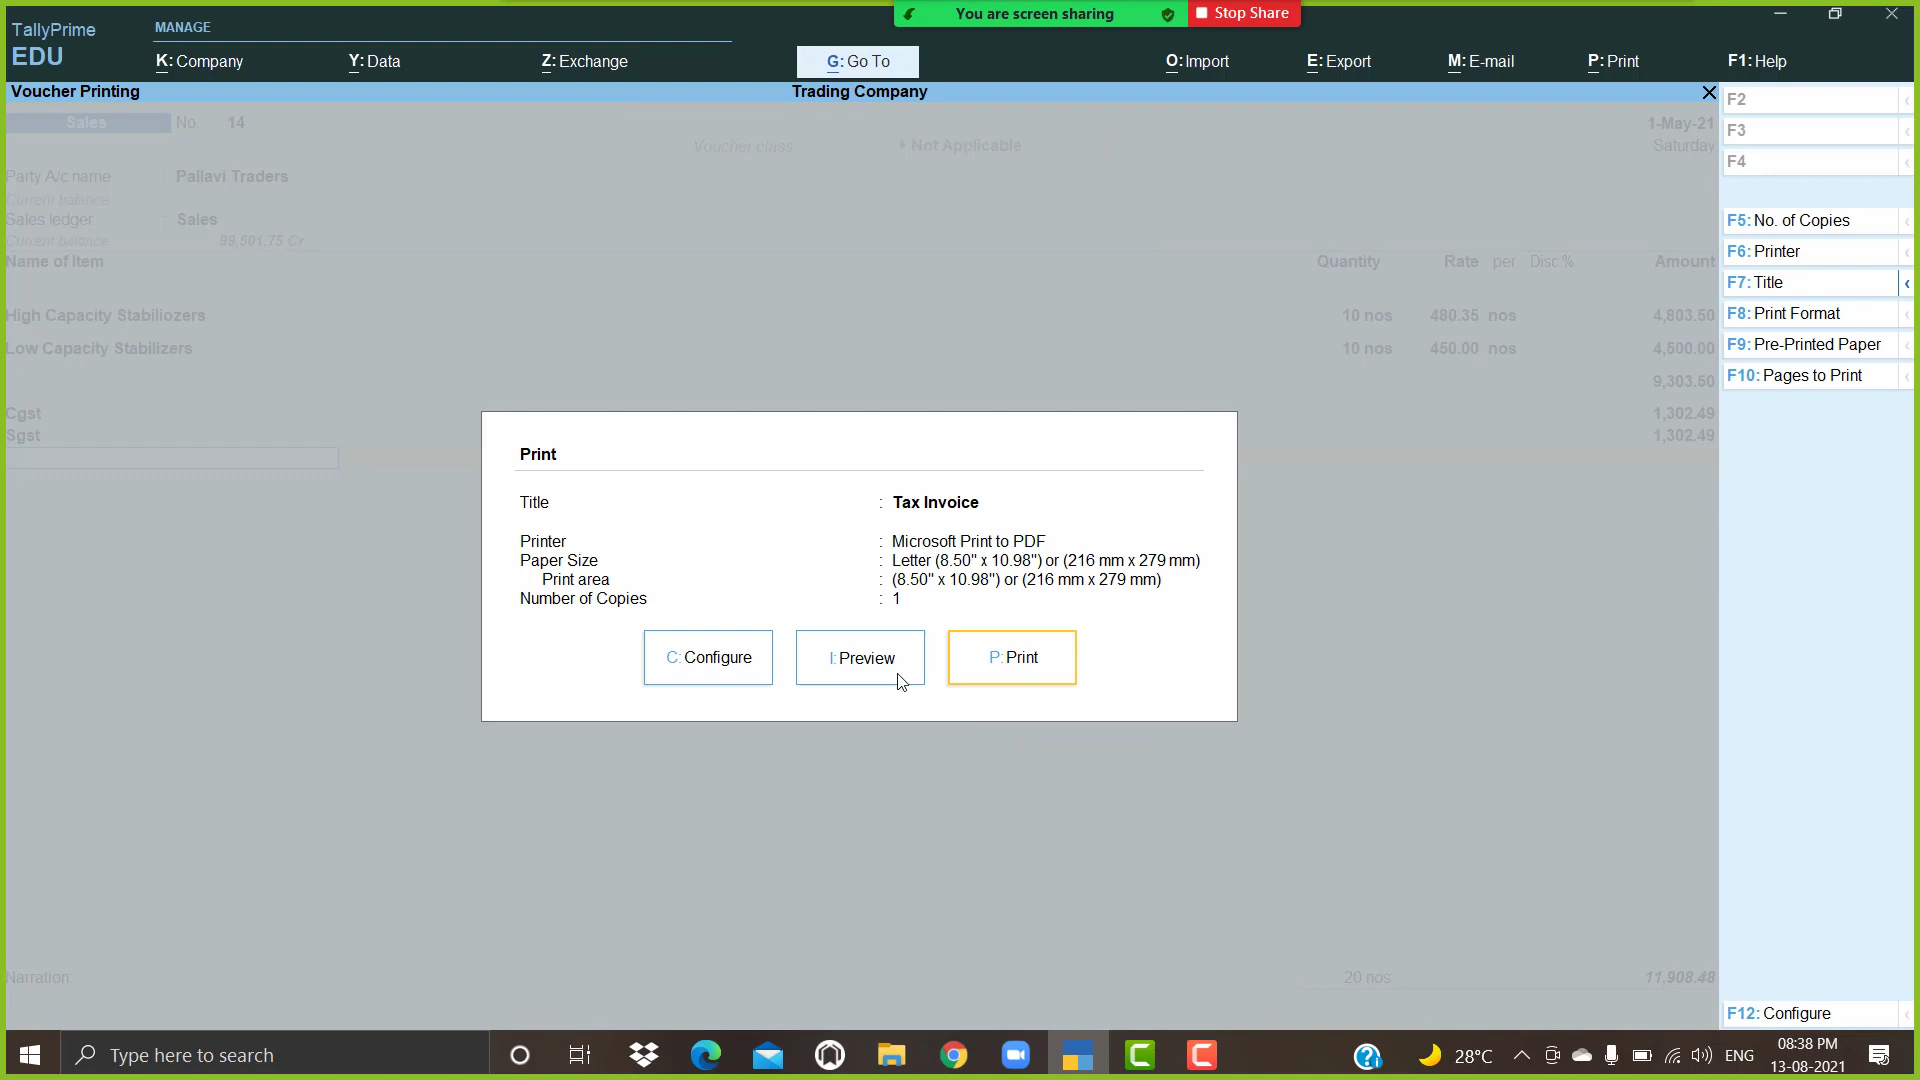 You are screen sharing Stop Share
TallyPrime MANAGE
EDU K: Company Y: Data Z: Exchange G: Go To O: Import E: Export M: E-mail P: Print F1: Help
Voucher Printing Trading Company
F2
F3
F4
F5: No. of Copies
F6: Printer
F7: Title
F8: Print Format
F9: Pre-Printed Paper
F10: Pages to Print
F12: Configure
Sales No. 14 1-May-21
Voucher class Not Applicable Saturday
Party A/c name : Pallavi Traders
Current balance
Sales ledger : Sales
Current balance 99,501.75 Cr
Name of Item Quantity Rate per Disc % Amount
High Capacity Stabiliozers 10 nos 480.35 nos 4,803.50
Low Capacity Stabilizers 10 nos 450.00 nos 4,500.00
9,303.50
Cgst 1,302.49
Sgst 1,302.49
Print
Title : Tax Invoice
Printer : Microsoft Print to PDF
Paper Size : Letter (8.50" x 10.98") or (216 mm x 279 mm)
Print area : (8.50" x 10.98") or (216 mm x 279 mm)
Number of Copies : 1
C: Configure I: Preview P: Print
Narration: 20 nos 11,908.48
Type here to search 28°C ENG 08:38 PM
13-08-2021